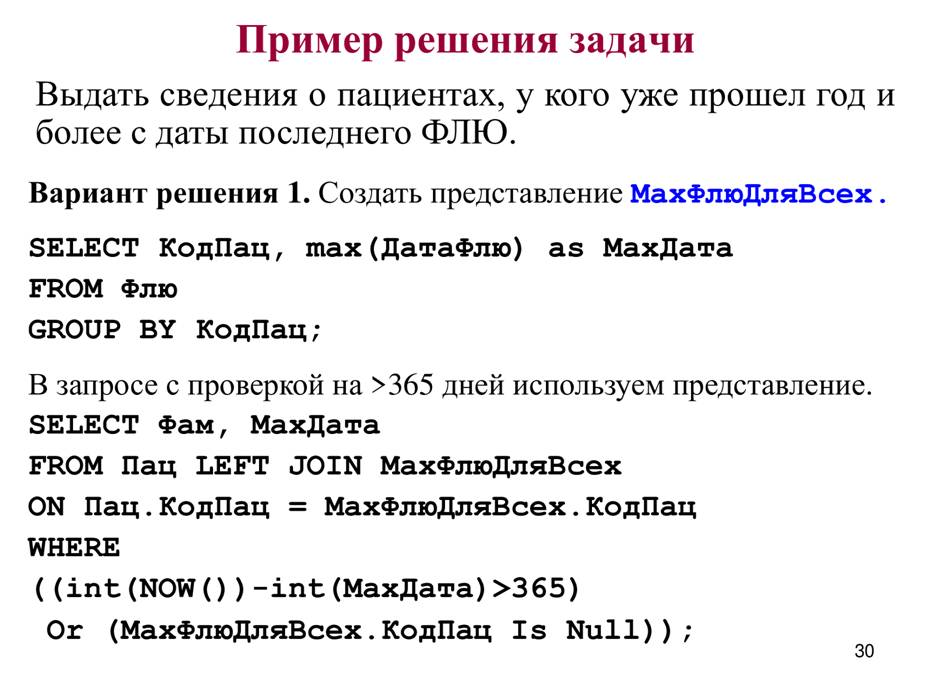 Пример решения задачи
Выдать сведения о пациентах, у кого уже прошел год и
более с даты последнего ФЛЮ.
Вариант решения 1. Создать представление МахФлюДляВсех.
SELECT КодПац, max(ДатаФлю) as МахДата
FROM Флю
GROUP BY КодПац;
В запросе с проверкой на >365 дней используем представление.
SELECT Фам, МахДата
FROM Пац LEFT JOIN МахФлюДляВсех
ON Пац.КодПац = МахФлюДляВсех.КодПац
WHERE
((int(NOW())-int(МахДата)>365)
Or (МахФлюДляВсех.КодПац Is Null));
30